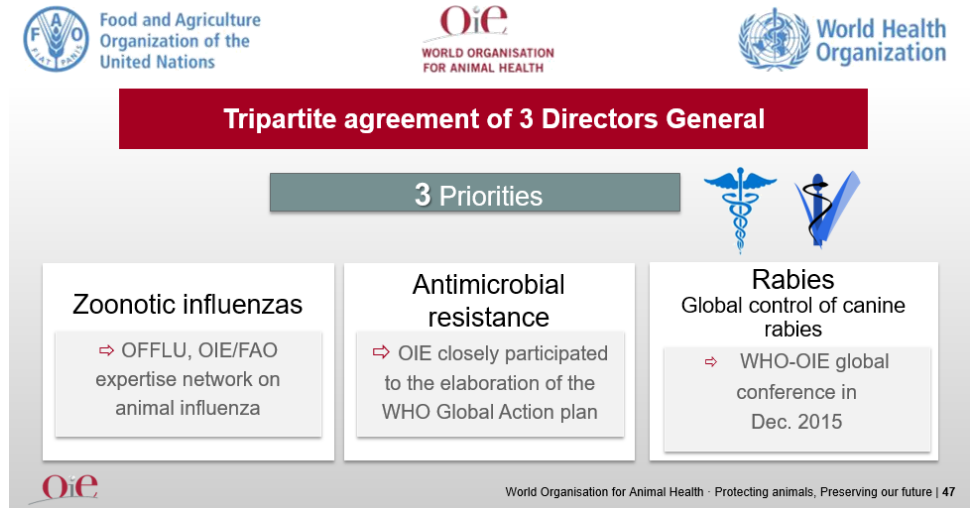 Food and Agriculture
Organization of the
United Nations
FAO
FIAT PANIS
OiE
WORLD ORGANISATION
FOR ANIMAL HEALTH
World Health
Organization
Tripartite agreement of 3 Directors General
3 Priorities
Zoonotic influenzas
⇨ OFFLU, OIE/FAO
expertise network on
animal influenza
Antimicrobial
resistance
⇨ OIE closely participated
to the elaboration of the
WHO Global Action plan
Rabies
Global control of canine
rabies
⇨ WHO-OIE global
conference in
Dec. 2015
OiE
World Organisation for Animal Health · Protecting animals, Preserving our future | 47